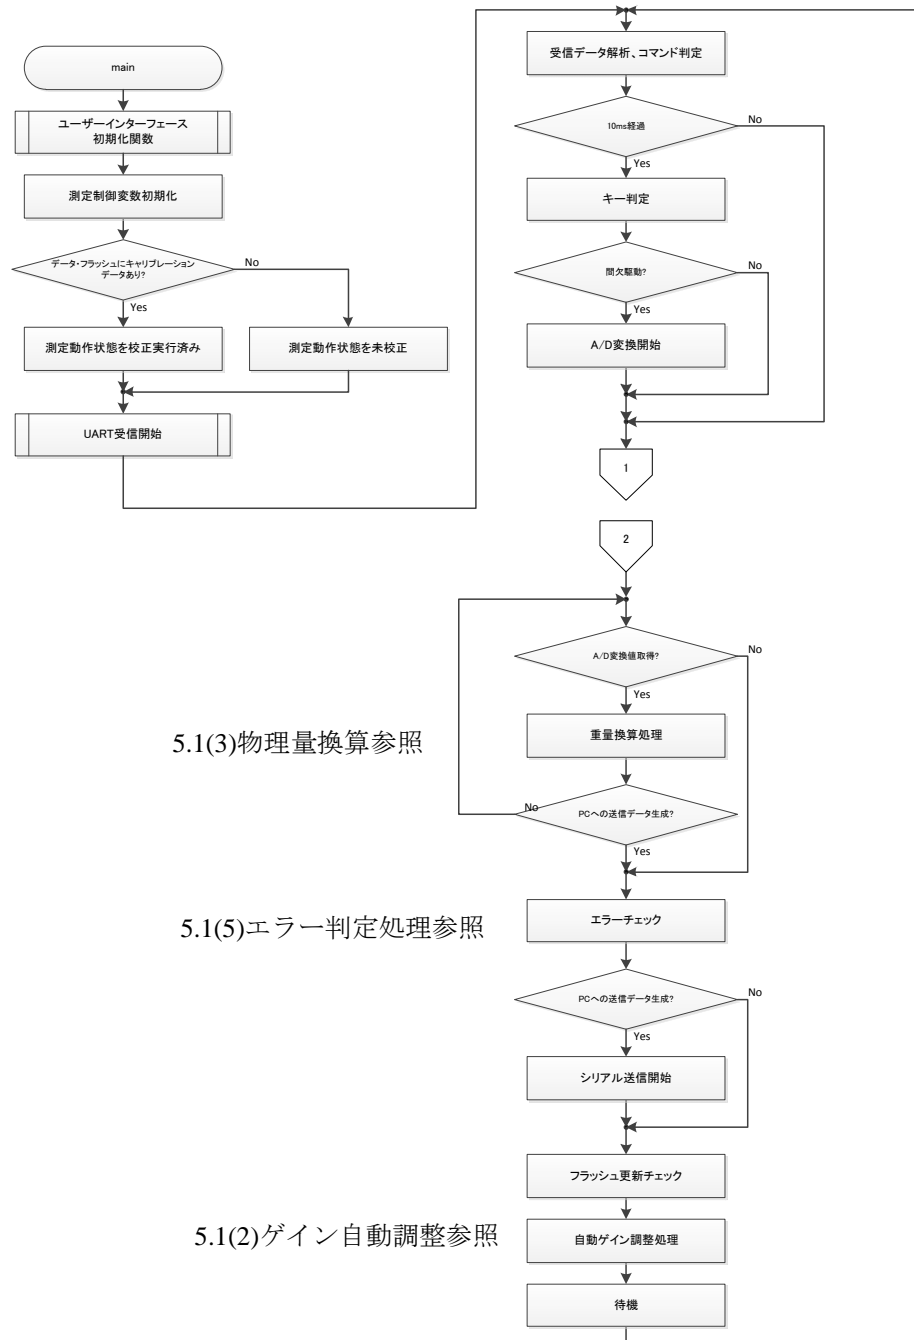 main
ユーザーインターフェース
初期化関数
測定制御変数初期化
データ・フラッシュにキャリブレーション
データあり?
No
Yes
測定動作状態を校正実行済み
測定動作状態を未校正
UART受信開始
受信データ解析、コマンド判定
10ms経過
No
Yes
キー判定
間欠駆動?
No
Yes
A/D変換開始
1
2
A/D変換値取得?
No
Yes
5.1(3)物理量換算参照
重量換算処理
PCへの送信データ生成?
No
Yes
5.1(5)エラー判定処理参照
エラーチェック
PCへの送信データ生成?
No
Yes
シリアル送信開始
フラッシュ更新チェック
5.1(2)ゲイン自動調整参照
自動ゲイン調整処理
待機